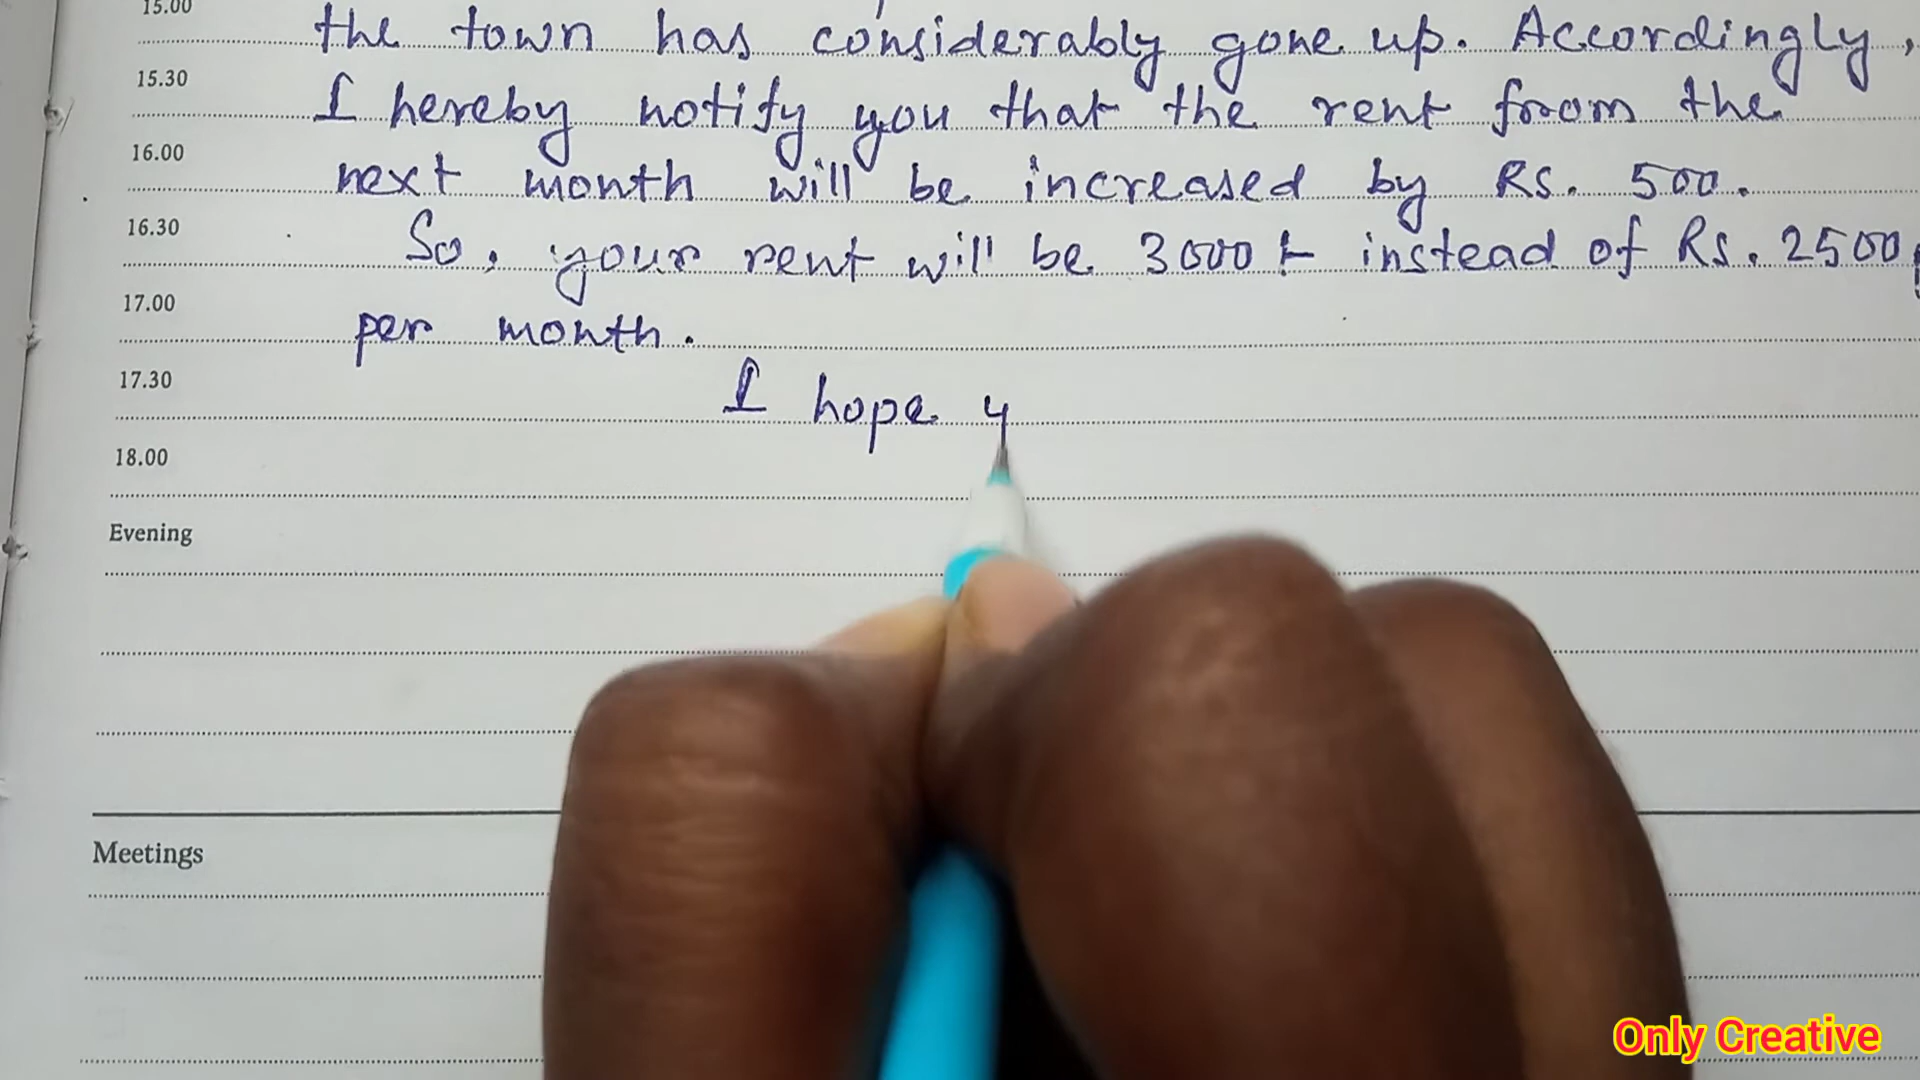 15.00
the town has considerably gone up. Accordingly,
15.30
I hereby notify you that the rent from the
16.00
next month will be increased by Rs. 500.
16.30
So, your rent will be 3000/- instead of Rs. 2500
17.00
per month.
17.30
I hope y
18.00
Evening
Meetings
Only Creative